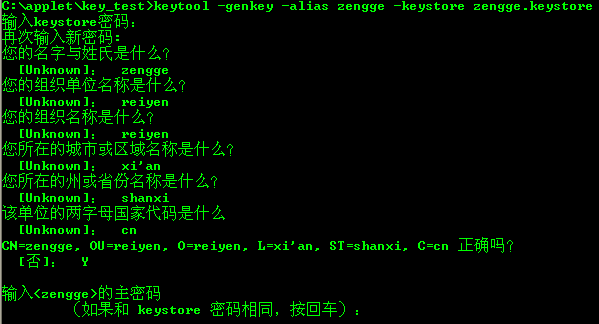 C:\applet\key_test>keytool -genkey -alias zengge -keystore zengge.keystore
输入keystore密码：
再次输入新密码:
您的名字与姓氏是什么？
[Unknown]：  zengge
您的组织单位名称是什么？
[Unknown]：  reiyen
您的组织名称是什么？
[Unknown]：  reiyen
您所在的城市或区域名称是什么？
[Unknown]：  xi'an
您所在的州或省份名称是什么？
[Unknown]：  shanxi
该单位的两字母国家代码是什么
[Unknown]：  cn
CN=zengge, OU=reiyen, O=reiyen, L=xi'an, ST=shanxi, C=cn 正确吗？
[否]：  Y
输入<zengge>的主密码
（如果和 keystore 密码相同，按回车）：